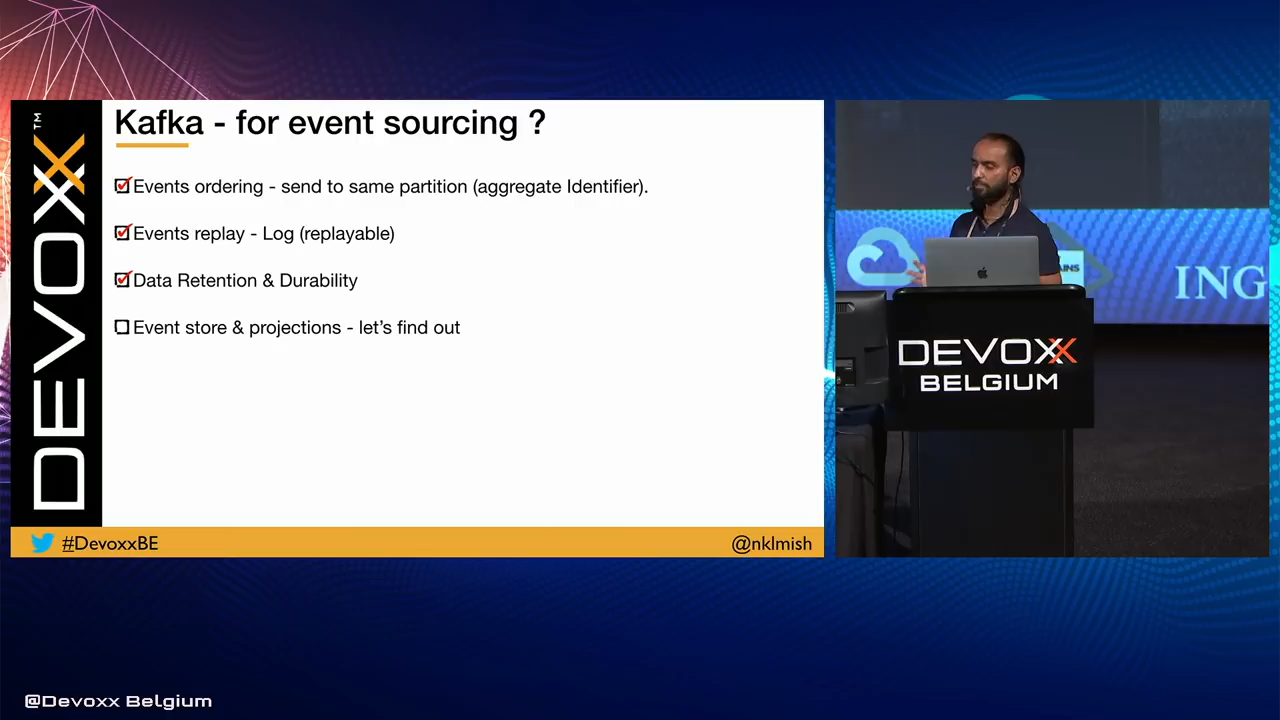 DEVOXX™
Kafka - for event sourcing ?
Events ordering - send to same partition (aggregate Identifier).
Events replay - Log (replayable)
Data Retention & Durability
Event store & projections - let's find out
#DevoxxBE
@nklmish
ING
DEVOXX
BELGIUM
@Devoxx Belgium